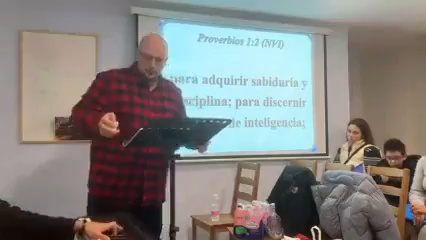 Proverbios 1:2 (NVI)
para adquirir sabiduría y
disciplina; para discernir
de inteligencia;